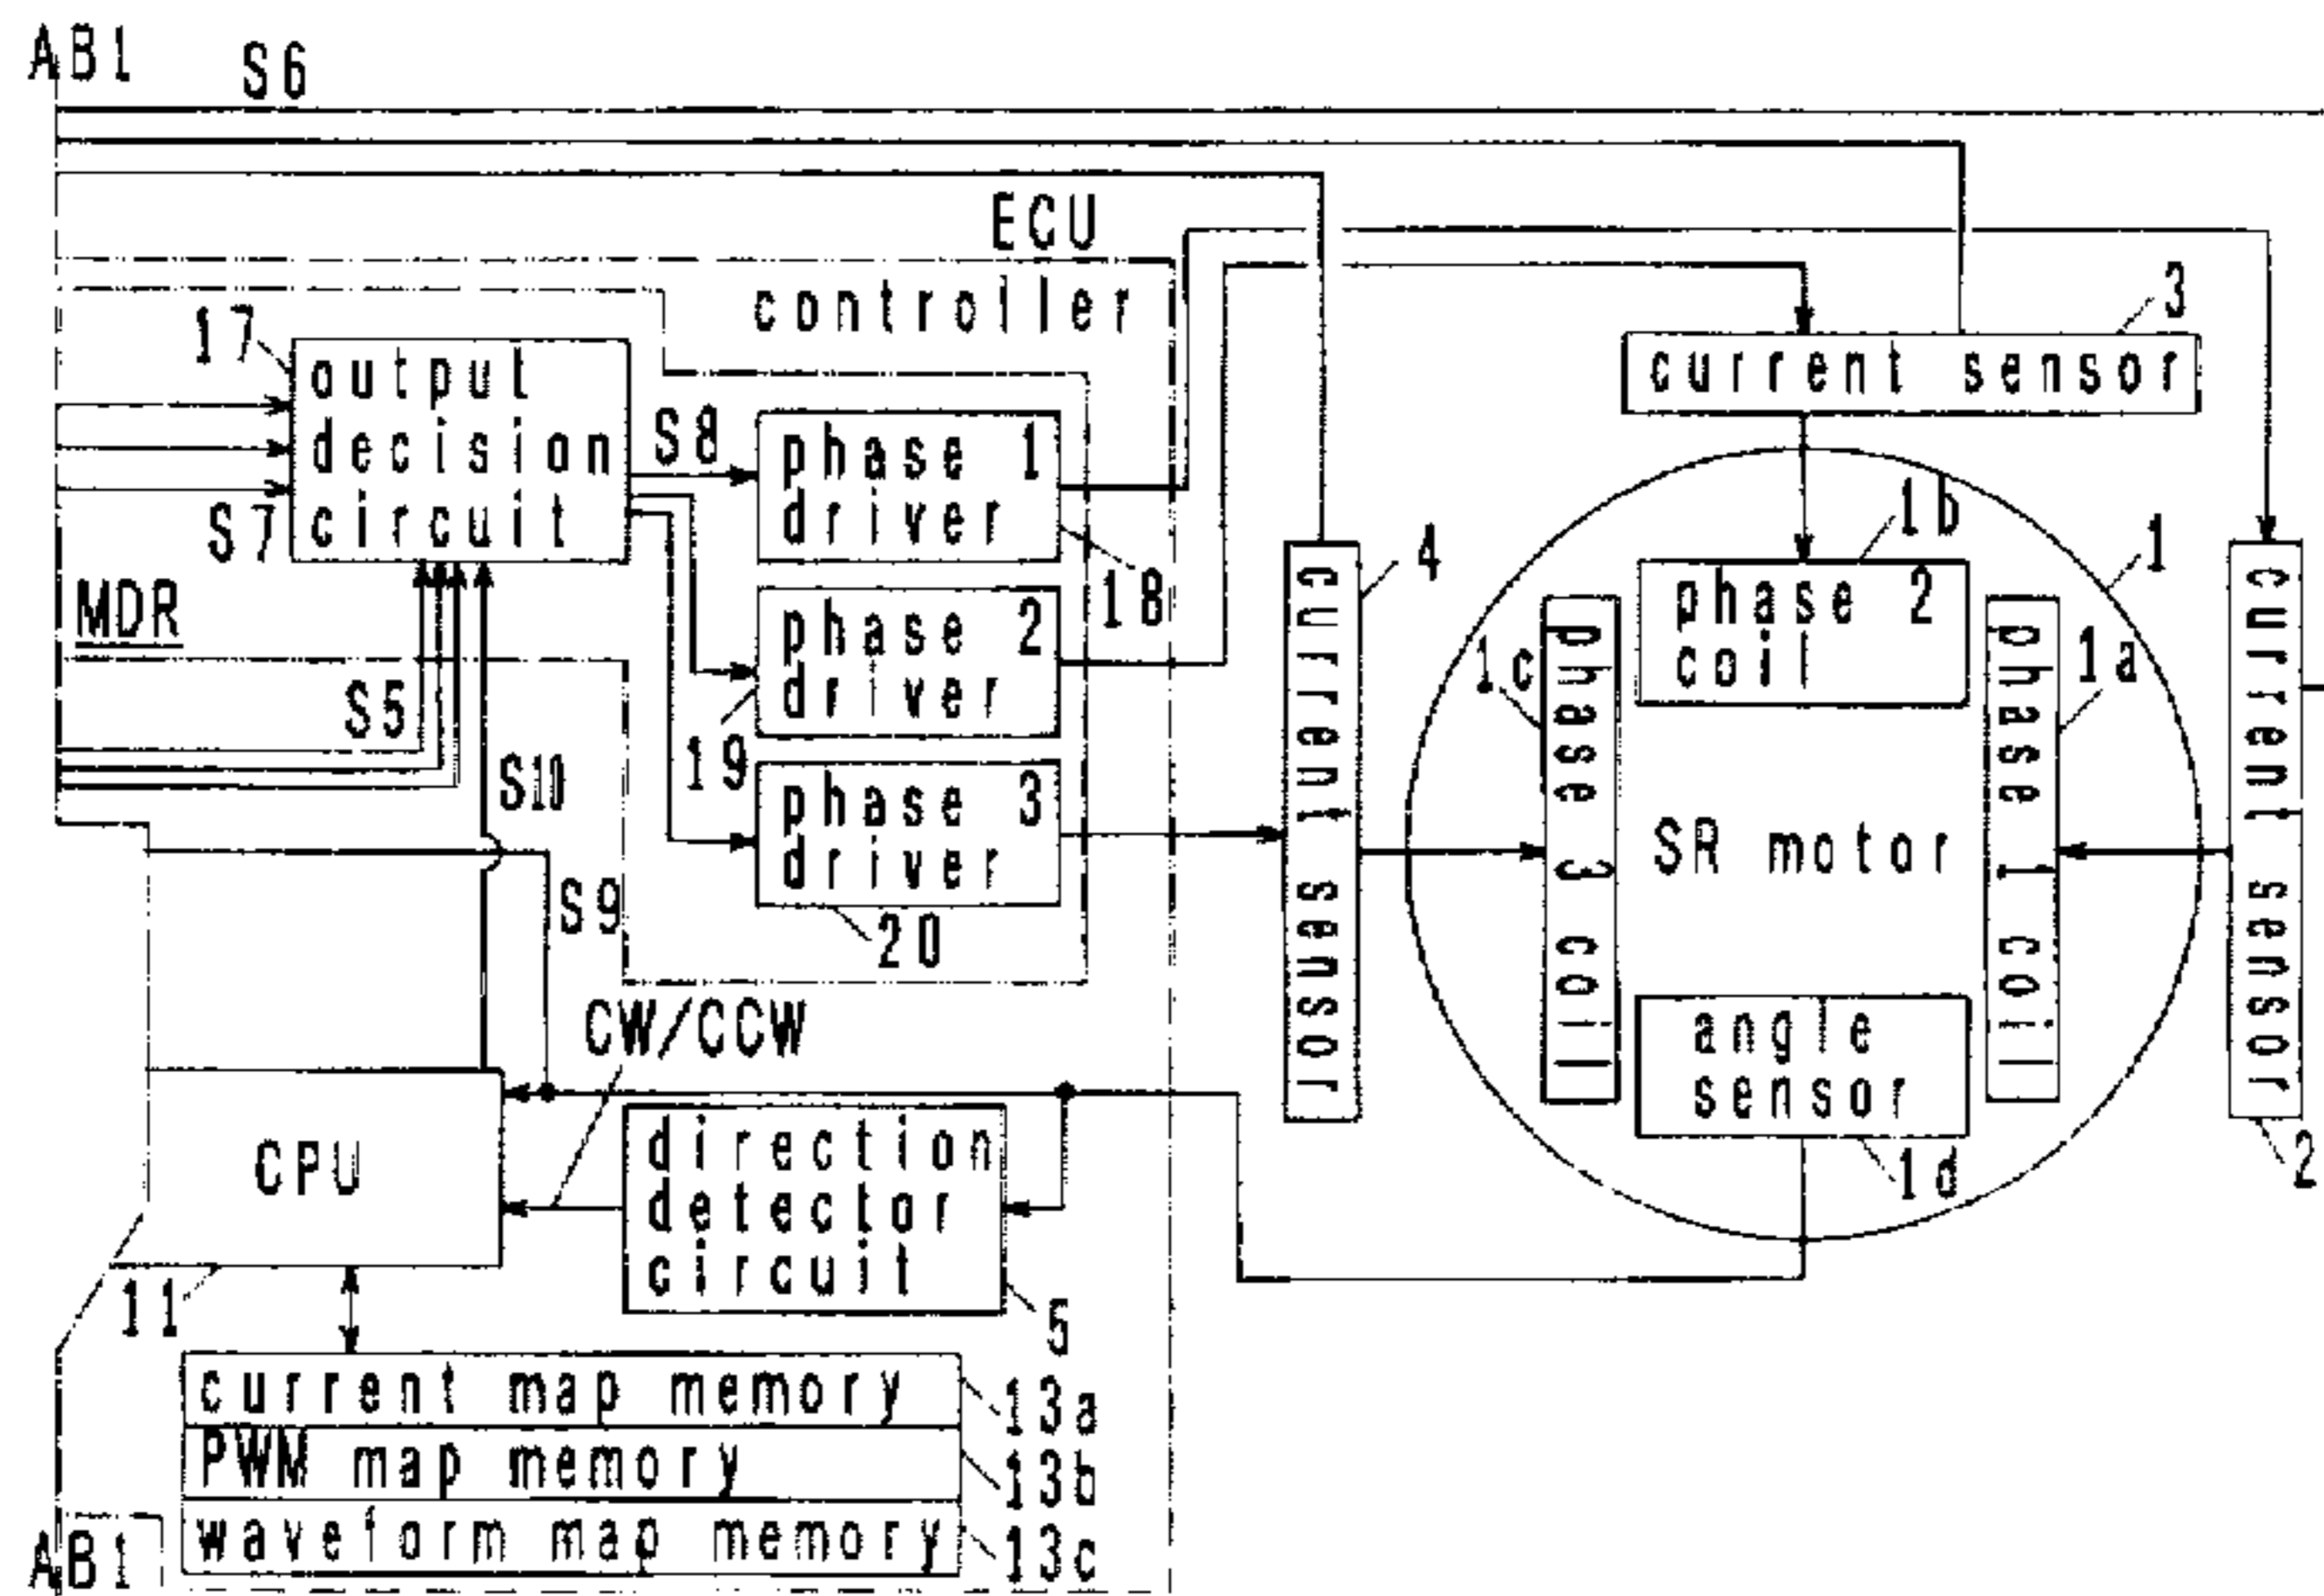 AB1
S6
ECU
controller
3
17
current sensor
output
decision
circuit
S8
S7
phase 1
driver
18
1b
1
4
phase 2
coil
MDR
phase 2
driver
19
1c
1a
current sensor
phase 3 coil
phase 1 coil
current sensor
S5
S10
phase 3
driver
20
SR motor
S9
CW/CCW
angle
sensor
1d
2
CPU
direction
detector
circuit
11
5
current map memory
13a
PWM map memory
13b
waveform map memory
13c
AB1